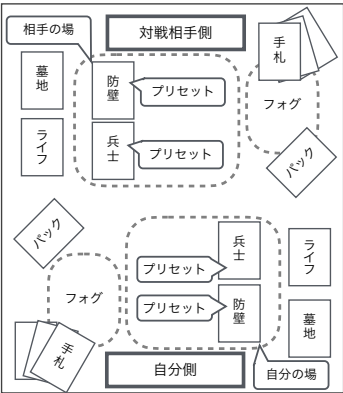 対戦相手側
相手の場
手札
墓地
防壁
プリセット
フォグ
ライフ
兵士
プリセット
パック
パック
兵士
ライフ
プリセット
フォグ
プリセット
防壁
墓地
手札
自分側
自分の場